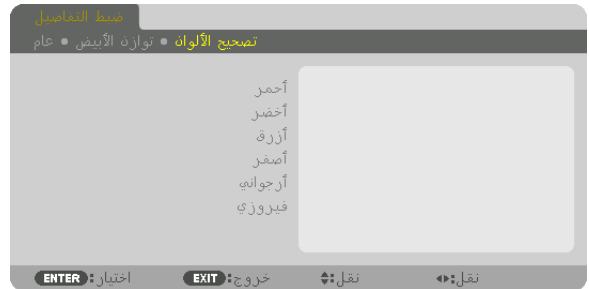 ضبط التفاصيل
عام ● توازن الأبيض ● تصحيح الألوان
أحمر
أخضر
أزرق
أصفر
أرجواني
فيروزي
ENTER :اختيار EXIT :خروج نقل: نقل: